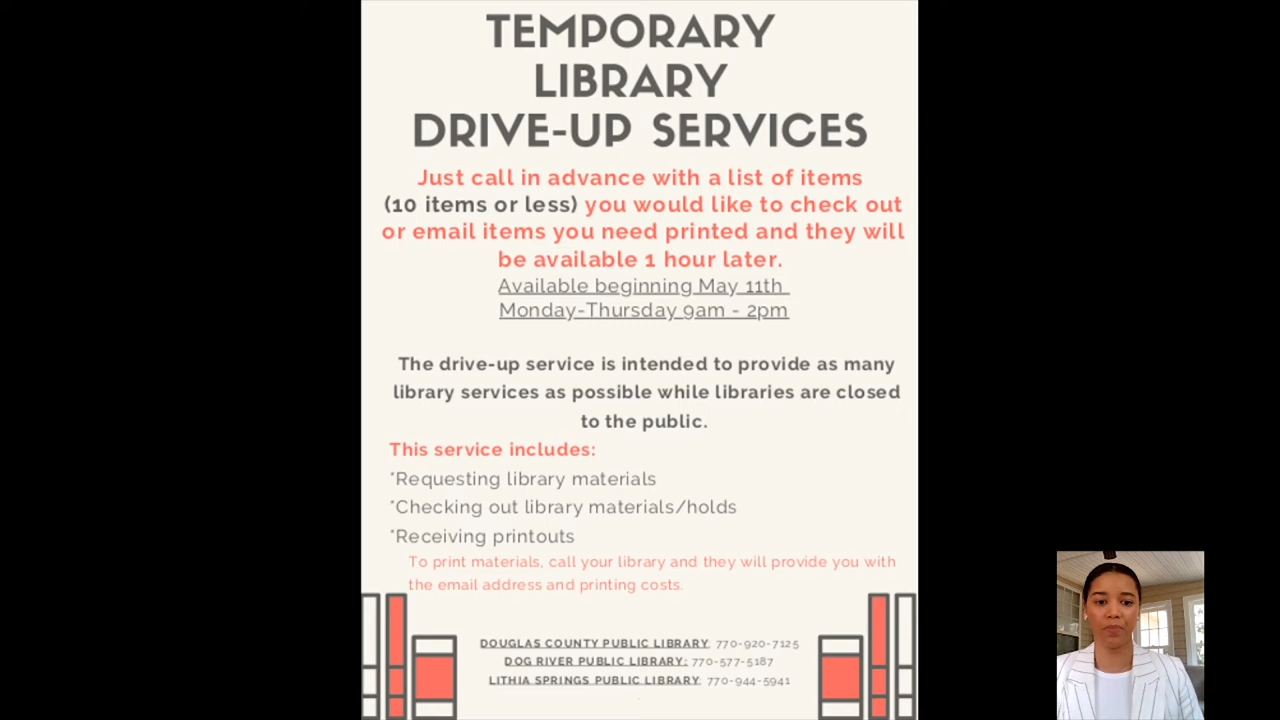 TEMPORARY
LIBRARY
DRIVE-UP SERVICES
Just call in advance with a list of items
(10 items or less) you would like to check out
or email items you need printed and they will
be available 1 hour later.
Available beginning May 11th
Monday-Thursday 9am - 2pm
The drive-up service is intended to provide as many
library services as possible while libraries are closed
to the public.
This service includes:
*Requesting library materials
*Checking out library materials/holds
*Receiving printouts
To print materials, call your library and they will provide you with
the email address and printing costs.
DOUGLAS COUNTY PUBLIC LIBRARY: 770-920-7125
DOG RIVER PUBLIC LIBRARY: 770-577-5187
LITHIA SPRINGS PUBLIC LIBRARY: 770-944-5941